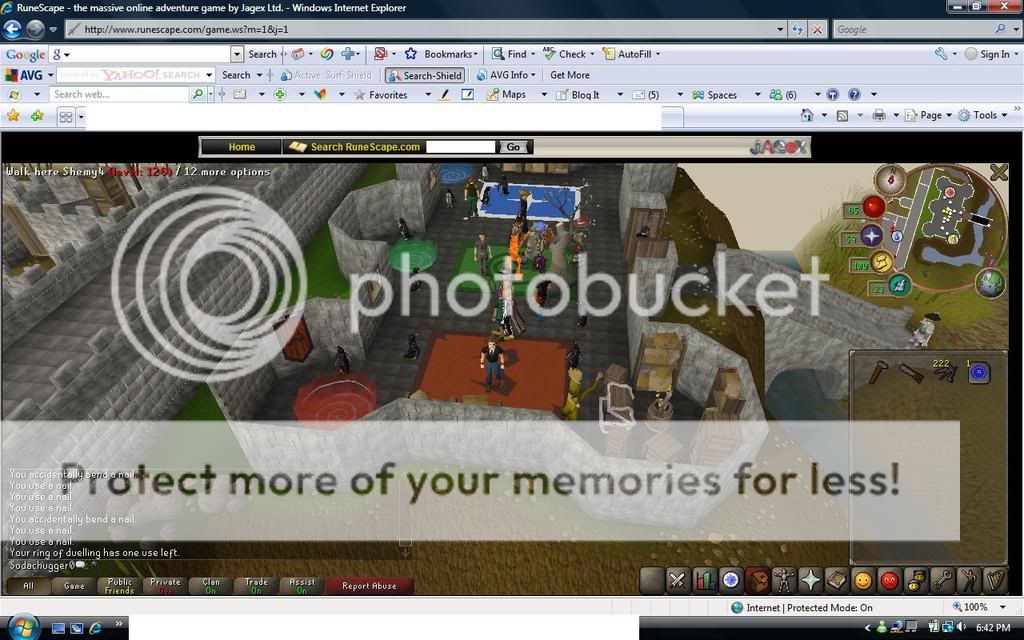 RuneScape - the massive online adventure game by Jagex Ltd. - Windows Internet Explorer
http://www.runescape.com/game.ws?m=1&j=1
Google
Google
g
Search
Bookmarks
Find
Check
AutoFill
Sign In
AVG
powered by YAHOO! SEARCH
Search
Active Surf-Shield
Search-Shield
AVG Info
Get More
Search web...
Favorites
Maps
Blog It
(5)
Spaces
(6)
Page
Tools
Home
Search RuneScape.com
Go
JAGEX
Walk here Shemy4 (level: 126) / 12 more options
photobucket
222
1
Protect more of your memories for less!
You accidentally bend a nail.
You use a nail.
You use a nail.
You use a nail.
You accidentally bend a nail.
You use a nail.
You use a nail.
Your ring of duelling has one use left.
Sodachugger0: *
All
Game
Public
Friends
Private
Off
Clan
On
Trade
On
Assist
On
Report Abuse
Internet | Protected Mode: On
100%
6:42 PM